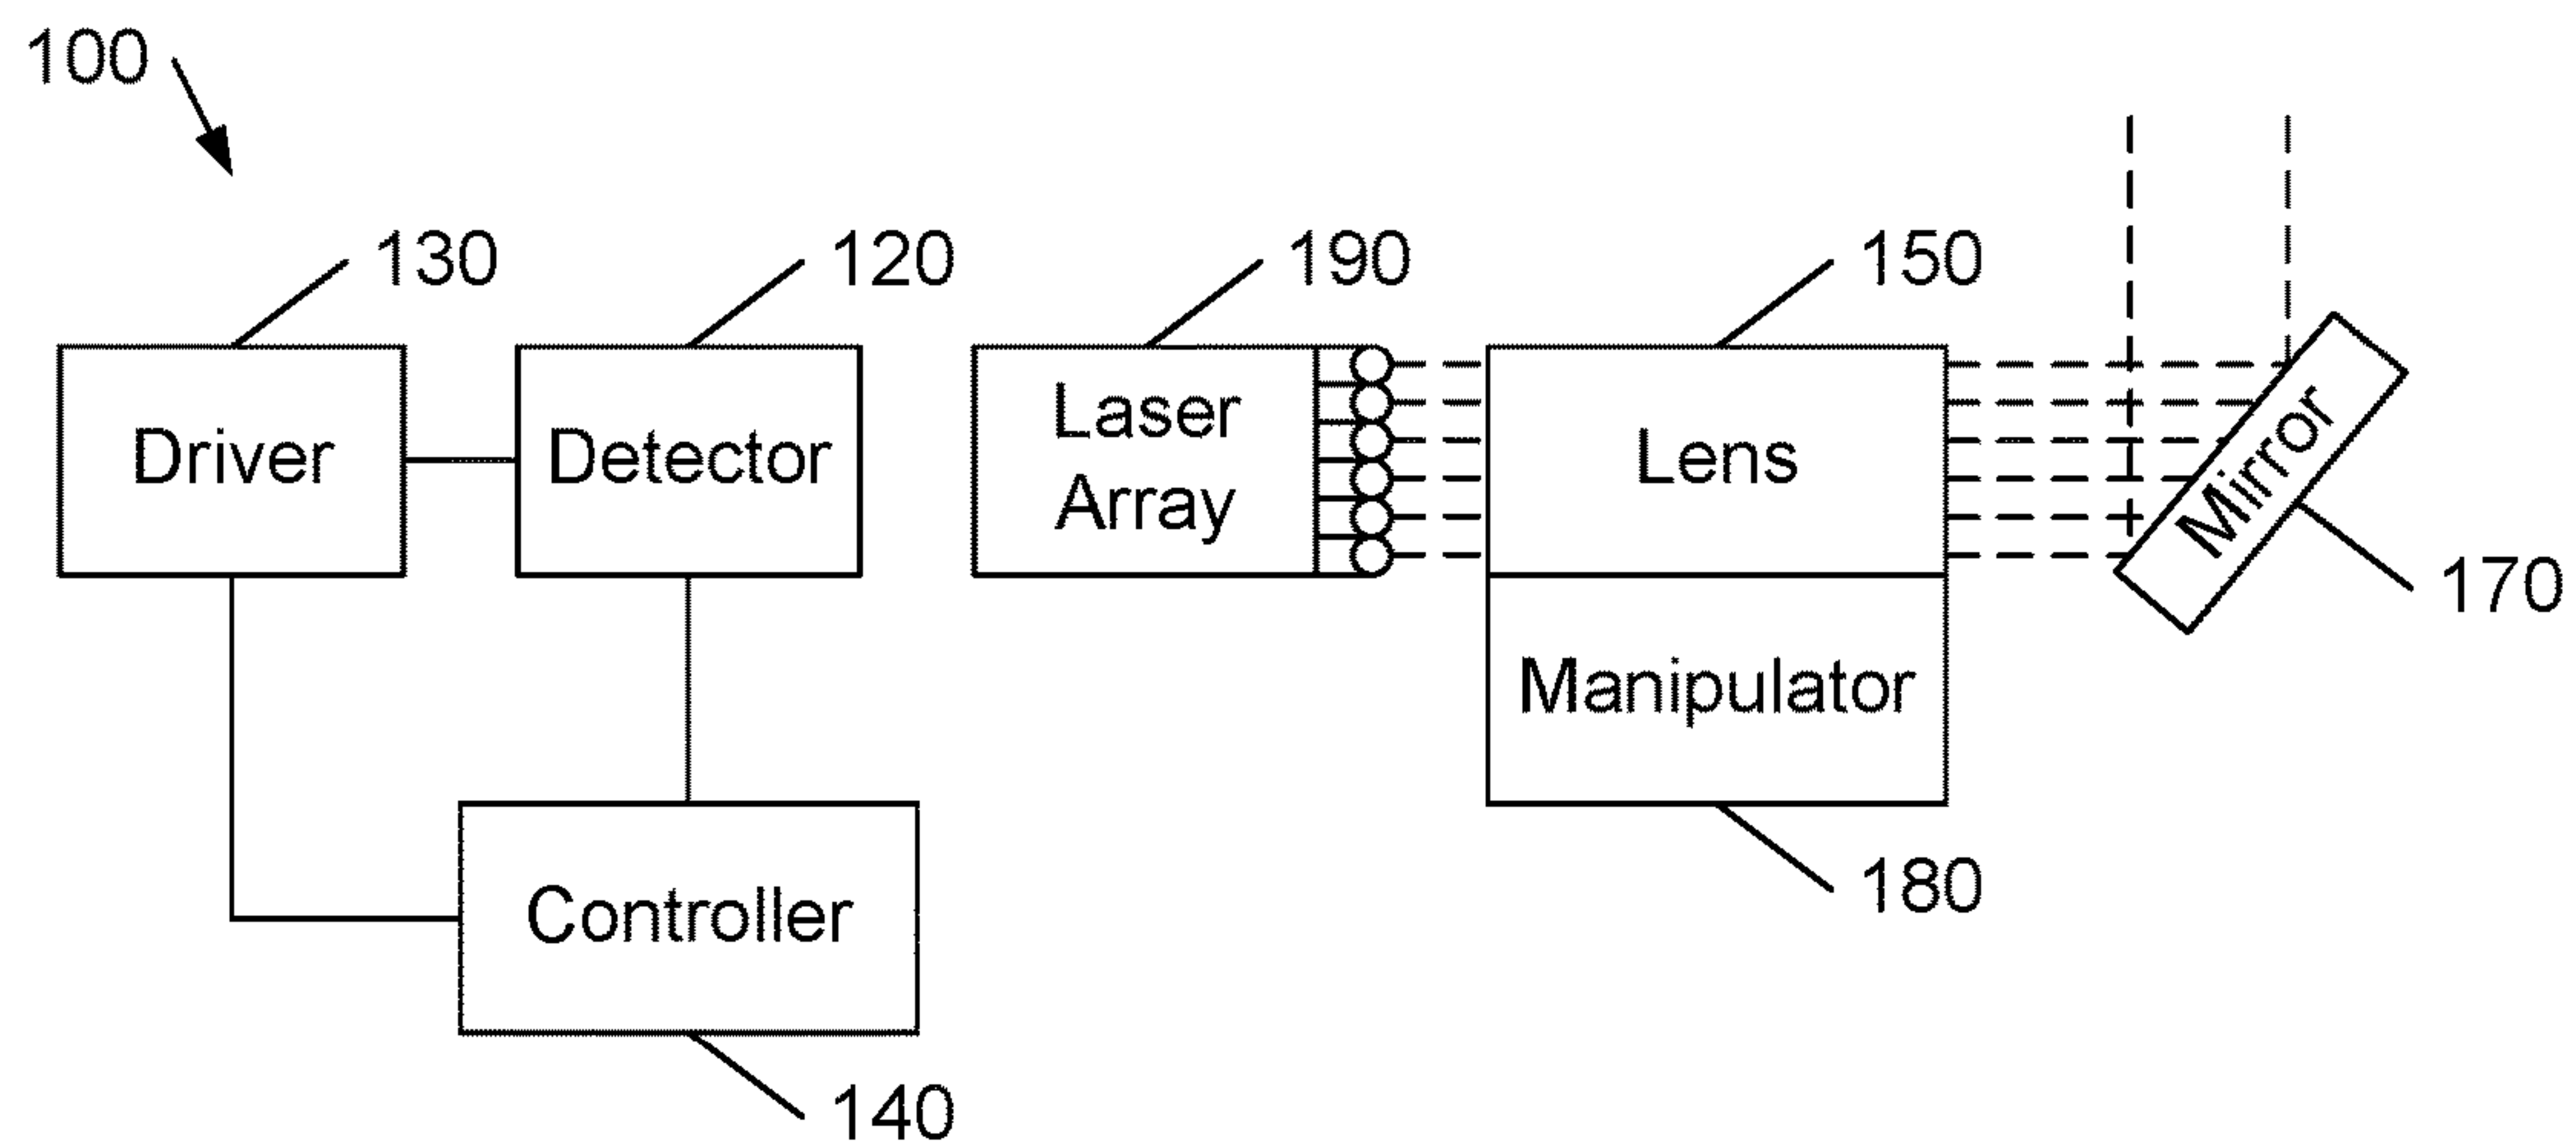 100
130
120
190
150
Driver
Detector
Laser
Array
Lens
Mirror
170
Manipulator
180
Controller
140